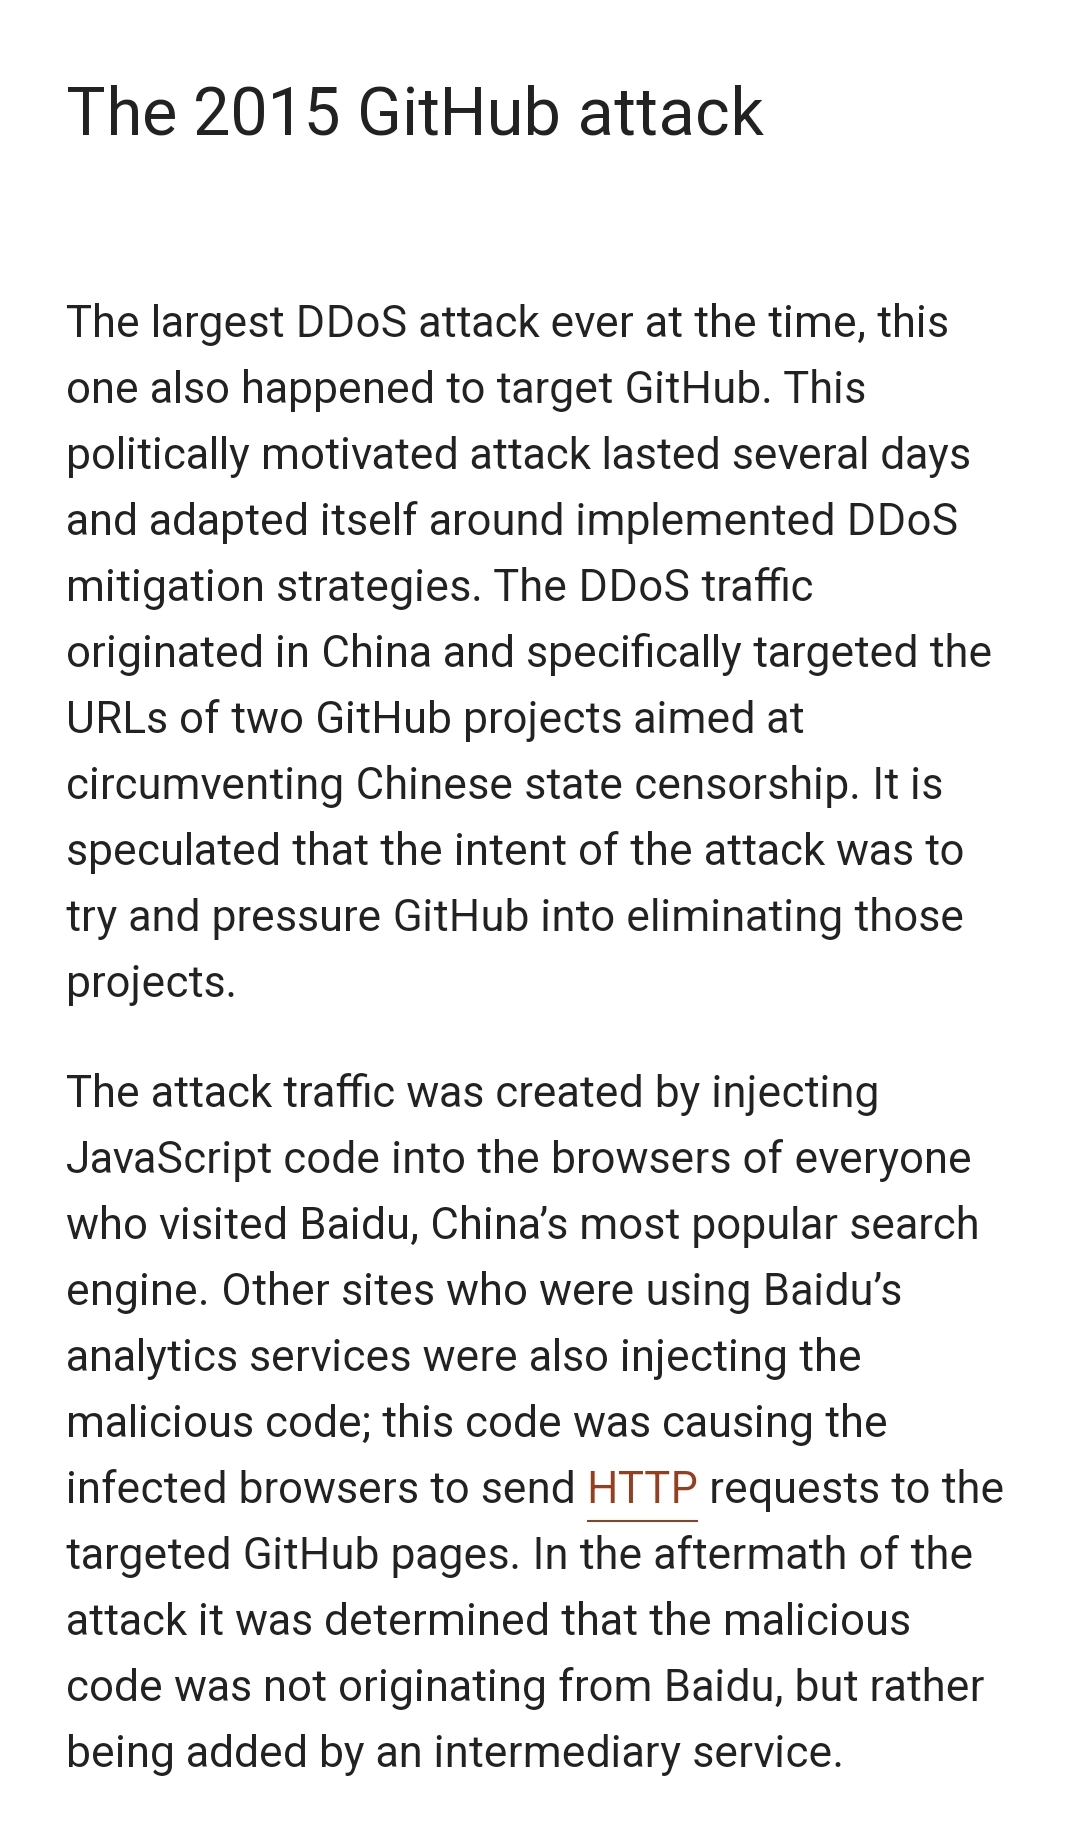 The 2015 GitHub attack
The largest DDoS attack ever at the time, this
one also happened to target GitHub. This
politically motivated attack lasted several days
and adapted itself around implemented DDoS
mitigation strategies. The DDoS traffic
originated in China and specifically targeted the
URLs of two GitHub projects aimed at
circumventing Chinese state censorship. It is
speculated that the intent of the attack was to
try and pressure GitHub into eliminating those
projects.
The attack traffic was created by injecting
JavaScript code into the browsers of everyone
who visited Baidu, China’s most popular search
engine. Other sites who were using Baidu’s
analytics services were also injecting the
malicious code; this code was causing the
infected browsers to send HTTP requests to the
targeted GitHub pages. In the aftermath of the
attack it was determined that the malicious
code was not originating from Baidu, but rather
being added by an intermediary service.